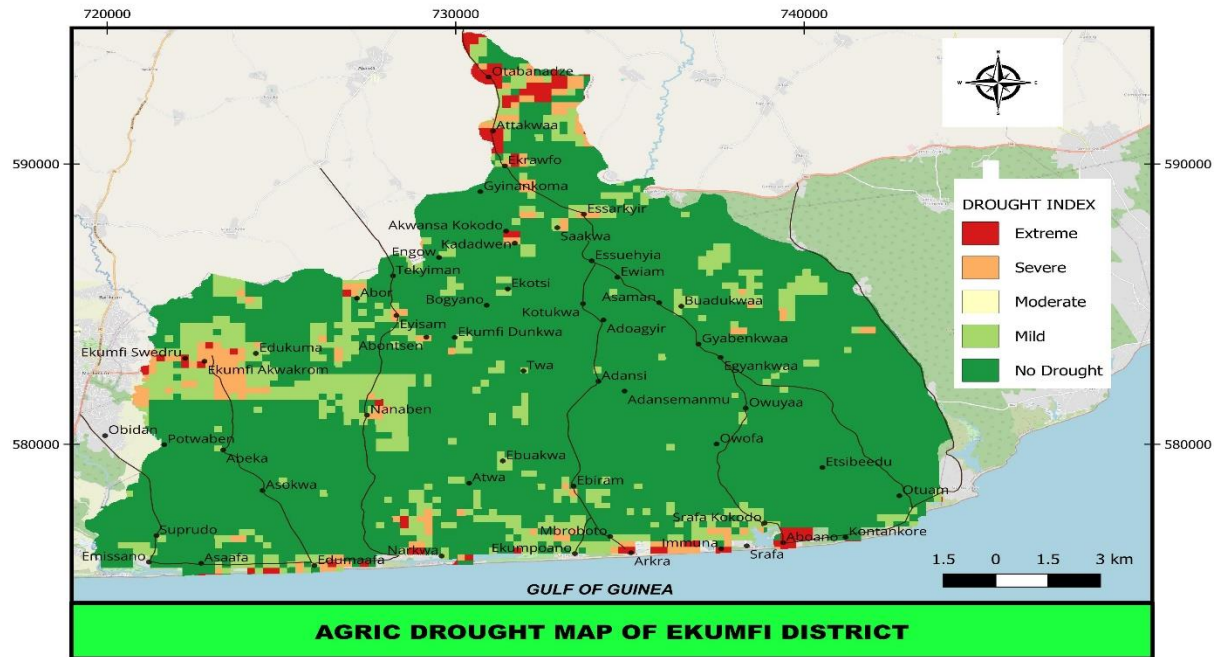 720000 730000 740000
N
W E
S
Otabanadze
Attakwaa
590000 590000
Ekrawfo
Gyinankoma
DROUGHT INDEX
Extreme
Severe
Moderate
Mild
No Drought
Essarkyir
Akwansa Kokodo
Saakwa
Kadadwen
Engow
Essuehyia
Tekyiman
Ewiam
Ekotsi
Abor
Bogyano
Asaman
Buadukwaa
Kotukwa
Eyisam
Adoagyir
Abontsen
Ekumfi Dunkwa
Gyabenkwaa
Ekumfi Swedru
Edukuma
Egyankwaa
Ekumfi Akwakrom
Twa
Adansi
Adansemanmu
Owuyaa
Nanaben
580000 580000
Obidan
Potwaben
Abeka
Owofa
Ebuakwa
Etsibeedu
Asokwa
Atwa
Ebiram
Otuam
Srafa Kokodo
Suprudo
Mbroboto
Aboano
Kontankore
Immuna
Srafa
Emissano
Asaafa
Edumaafa
Narkwa
Ekumpoano
Arkra
1.5 0 1.5 3 km
GULF OF GUINEA
AGRIC DROUGHT MAP OF EKUMFI DISTRICT